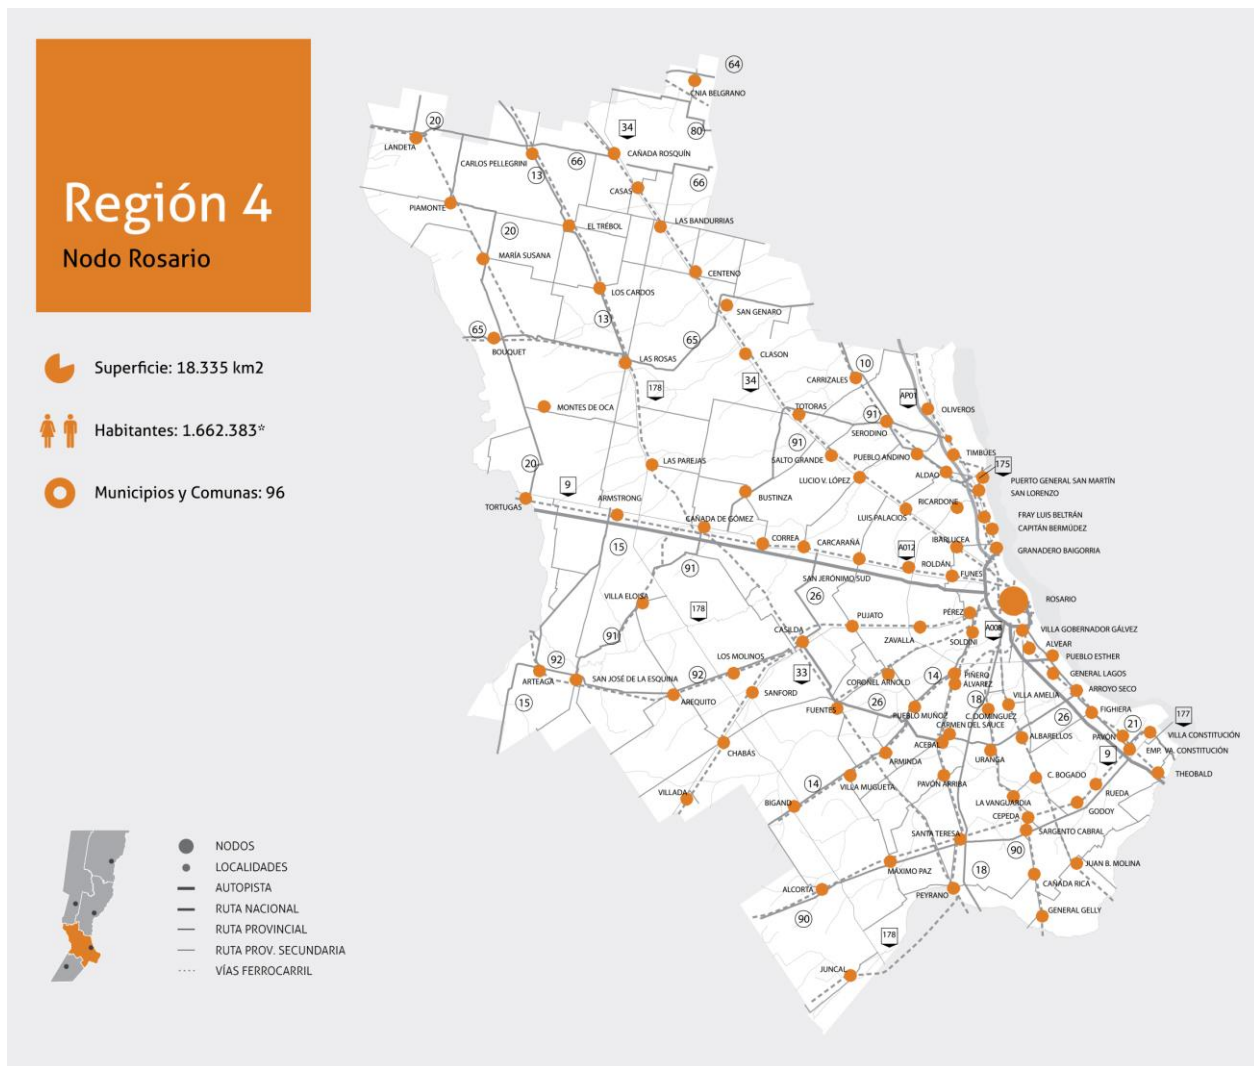 Región 4
Nodo Rosario
Superficie: 18.335 km2
Habitantes: 1.662.383*
Municipios y Comunas: 96
64
CNIA BELGRANO
80
20
LANDETA
34
CARLOS PELLEGRINI
66
CAÑADA ROSQUÍN
13
CASAS
66
PIAMONTE
20
EL TRÉBOL
LAS BANDURRIAS
MARÍA SUSANA
CENTENO
LOS CARDOS
SAN GENARO
13
65
BOUQUET
65
LAS ROSAS
CLASON
178
34
10
CARRIZALES
AP01
MONTES DE OCA
TOTORAS
91
OLIVEROS
SERODINO
91
SALTO GRANDE
PUEBLO ANDINO
TIMBÚES
20
LAS PAREJAS
175
ALDAO
PUERTO GENERAL SAN MARTÍN
LUCIO V. LÓPEZ
SAN LORENZO
9
TORTUGAS
ARMSTRONG
BUSTINZA
RICARDONE
LUIS PALACIOS
FRAY LUIS BELTRÁN
CAÑADA DE GÓMEZ
CAPITÁN BERMÚDEZ
15
CORREA
CARCARAÑÁ
A012
IBARLUCEA
GRANADERO BAIGORRIA
91
ROLDÁN
FUNES
SAN JERÓNIMO SUD
VILLA ELOISA
178
26
ROSARIO
PÉREZ
PUJATO
ZAVALLA
A008
VILLA GOBERNADOR GÁLVEZ
91
CASILDA
SOLDINI
ALVEAR
PUEBLO ESTHER
92
LOS MOLINOS
33
ARTEAGA
SAN JOSÉ DE LA ESQUINA
92
CORONEL ARNOLD
14
PIÑERO
ÁLVAREZ
GENERAL LAGOS
SANFORD
ARROYO SECO
15
AREQUITO
FUENTES
26
18
VILLA AMELIA
PUEBLO MUÑOZ
C. DOMÍNGUEZ
26
FIGHIERA
177
CARMEN DEL SAUCE
21
CHABÁS
ACEBAL
ALBARELLOS
PAVÓN
VILLA CONSTITUCIÓN
URANGA
9
EMP. VA. CONSTITUCIÓN
ARMINDA
14
VILLA MUGUETA
PAVÓN ARRIBA
C. BOGADO
THEOBALD
VILLADA
BIGAND
LA VANGUARDIA
RUEDA
GODOY
CEPEDA
SANTA TERESA
SARGENTO CABRAL
90
MÁXIMO PAZ
18
JUAN B. MOLINA
ALCORTA
PEYRANO
CAÑADA RICA
90
GENERAL GELLY
178
JUNCAL
NODOS
LOCALIDADES
AUTOPISTA
RUTA NACIONAL
RUTA PROVINCIAL
RUTA PROV. SECUNDARIA
VÍAS FERROCARRIL